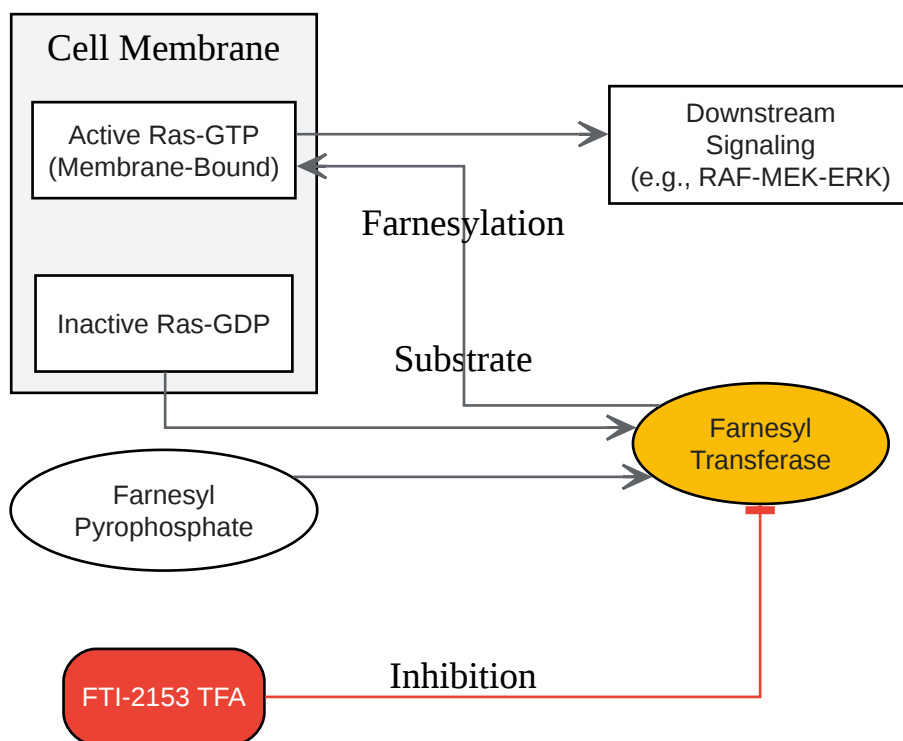 Cell Membrane
Active Ras-GTP
(Membrane-Bound)
Downstream
Signaling
(e.g., RAF-MEK-ERK)
Farnesylation
Inactive Ras-GDP
Substrate
Farnesyl
Transferase
Farnesyl
Pyrophosphate
FTI-2153 TFA
Inhibition